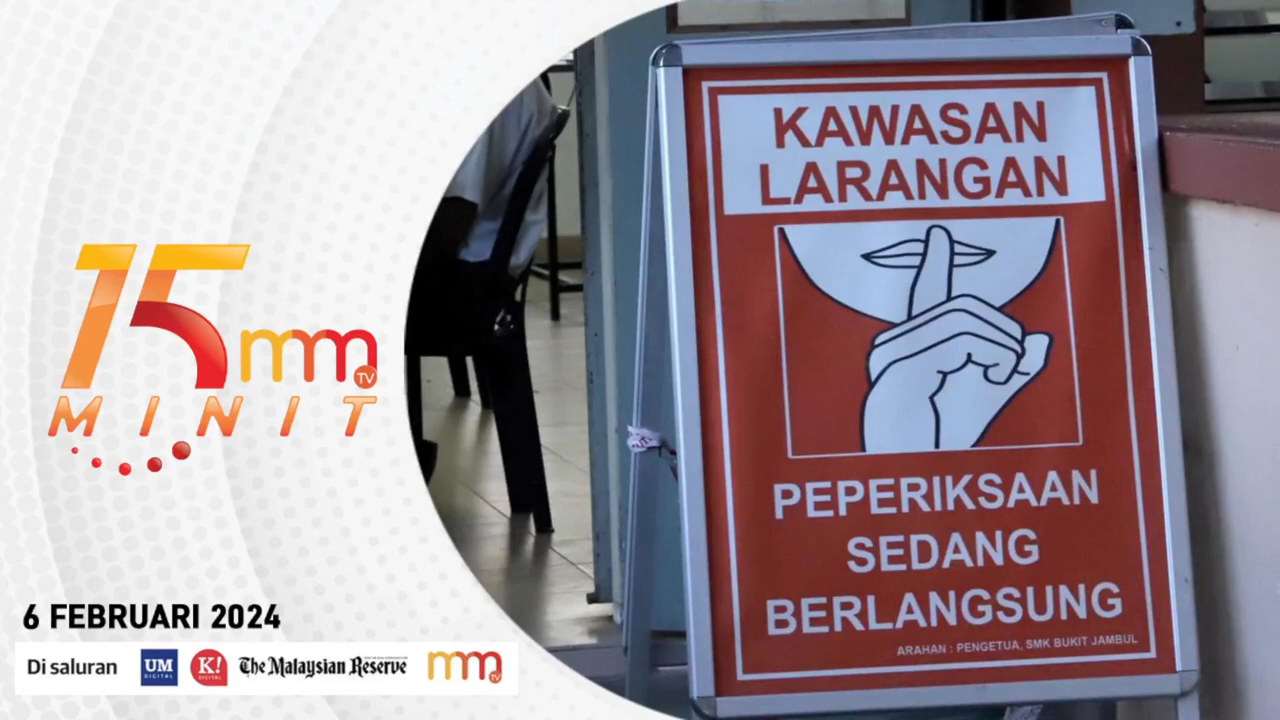 15
mm
TV
MINIT
6 FEBRUARI 2024
Di saluran
UM
DIGITAL
K!
DIGITAL
The Malaysian Reserve
mm
TV
KAWASAN
LARANGAN
PEPERIKSAAN
SEDANG
BERLANGSUNG
ARAHAN : PENGETUA, SMK BUKIT JAMBUL